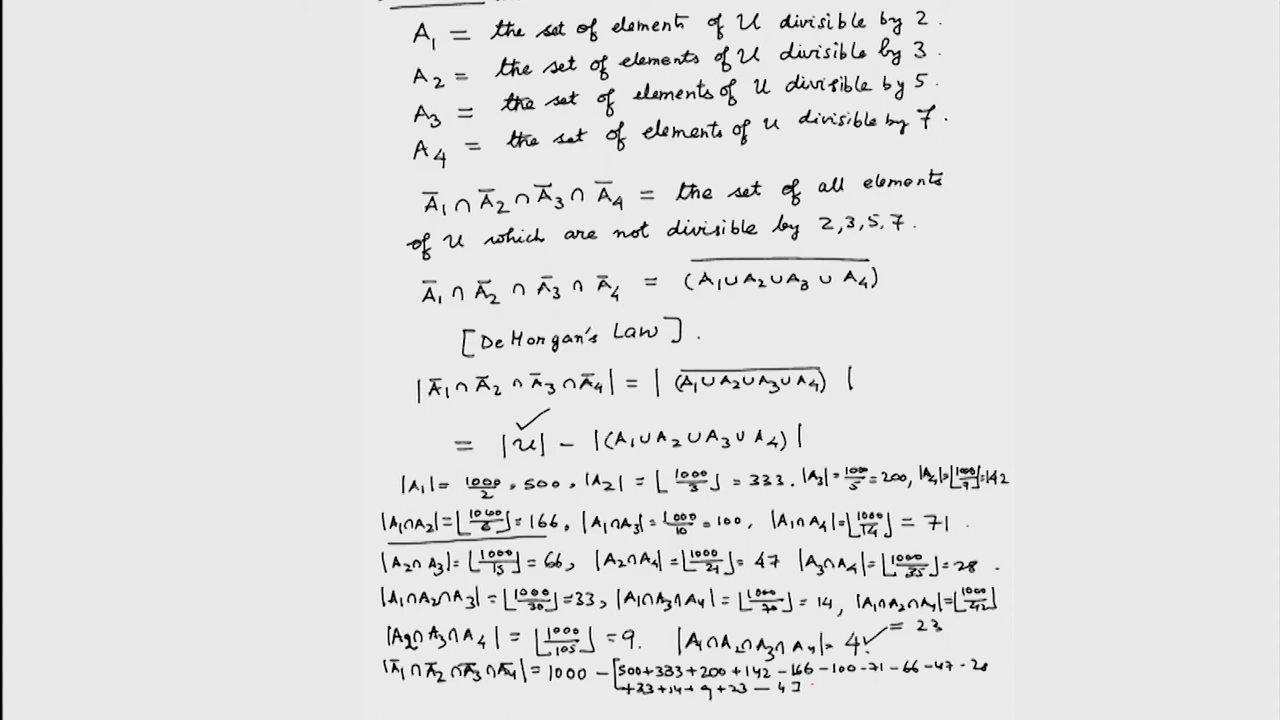 A₁ = the set of element of U divisible by 2.
A₂ = the set of elements of U divisible by 3.
A₃ = the set of elements of U divisible by 5.
A₄ = the set of elements of U divisible by 7.
Ā₁ ∩ Ā₂ ∩ Ā₃ ∩ Ā₄ = the set of all elements
of U which are not divisible by 2,3,5,7.
Ā₁ ∩ Ā₂ ∩ Ā₃ ∩ Ā₄ = \overline{(A₁∪A₂∪A₃ ∪ A₄)}
[De Morgan's Law].
|Ā₁ ∩ Ā₂ ∩ Ā₃ ∩ Ā₄| = |\overline{(A₁∪A₂∪A₃∪A₄)}|
= |U| - |(A₁∪A₂∪A₃∪A₄)| ✓
|A₁| = 1000/2 = 500, |A₂| = ⌊1000/3⌋ = 333. |A₃| = 1000/5 = 200, |A₄| = ⌊1000/7⌋ = 142
|A₁∩A₂| = ⌊1000/6⌋ = 166, |A₁∩A₃| = ⌊1000/10⌋ = 100, |A₁∩A₄| = ⌊1000/14⌋ = 71.
|A₂∩A₃| = ⌊1000/15⌋ = 66, |A₂∩A₄| = ⌊1000/21⌋ = 47 |A₃∩A₄| = ⌊1000/35⌋ = 28.
|A₁∩A₂∩A₃| = ⌊1000/30⌋ = 33, |A₁∩A₃∩A₄| = ⌊1000/70⌋ = 14, |A₁∩A₂∩A₄| = ⌊1000/42⌋
= 23
|A₂∩A₃∩A₄| = ⌊1000/105⌋ = 9. |A₁∩A₂∩A₃∩A₄| = 4. ✓
|Ā₁∩Ā₂∩Ā₃∩Ā₄| = 1000 - [500+333+200+142-166-100-71-66-47-28
+33+14+9+23-4]